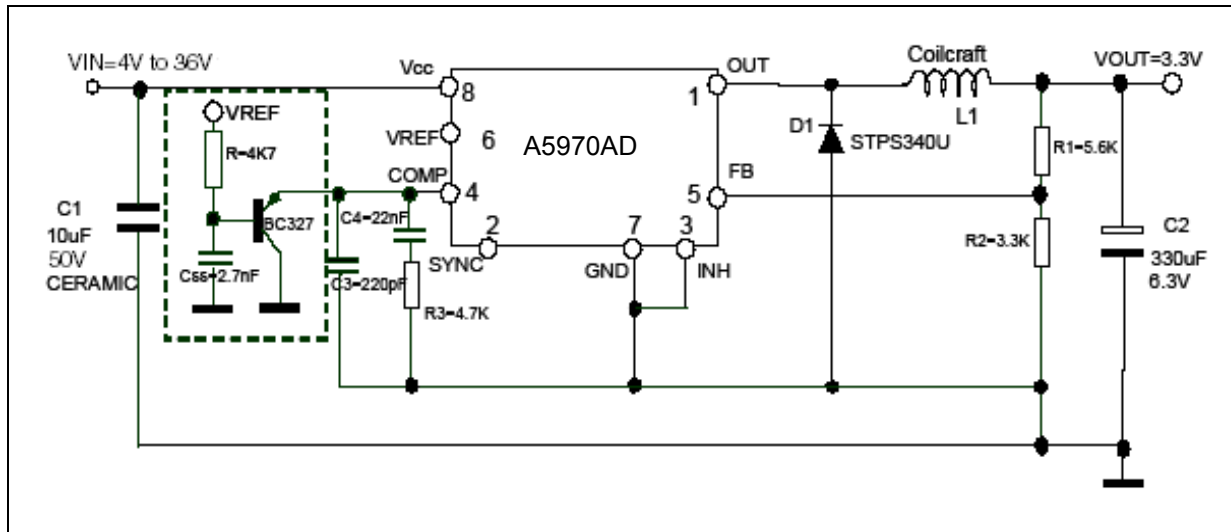 VIN=4V to 36V
Vcc
8
OUT
1
Coilcraft
L1
VOUT=3.3V
VREF
R=4K7
VREF
6
A5970AD
D1
STPS340U
R1=5.6K
COMP
4
FB
5
C1
10uF
50V
CERAMIC
BC327
Css=2.7nF
C4=22nF
C3=220pF
R3=4.7K
2
SYNC
7
GND
3
INH
R2=3.3K
C2
330uF
6.3V